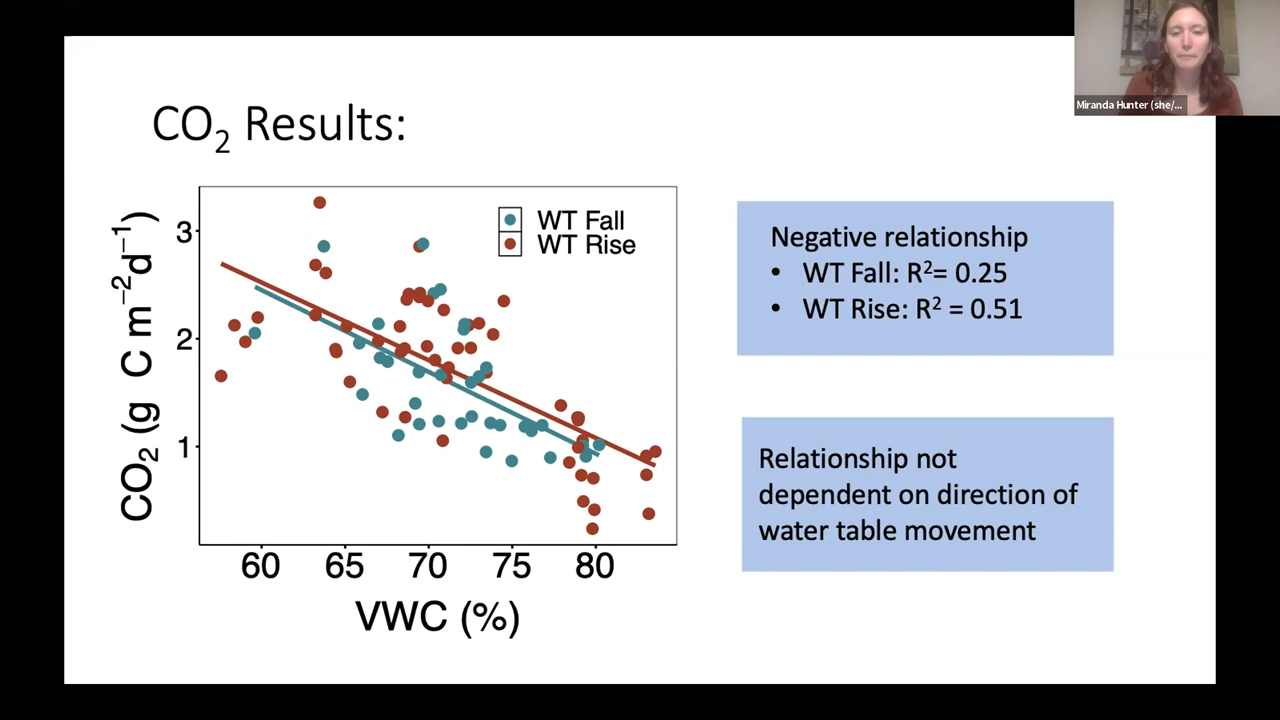 Miranda Hunter (she/...
CO₂ Results:
CO₂ (g C m⁻²d⁻¹)
3
2
1
WT Fall
WT Rise
60 65 70 75 80
VWC (%)
Negative relationship
• WT Fall: R²= 0.25
• WT Rise: R² = 0.51
Relationship not
dependent on direction of
water table movement